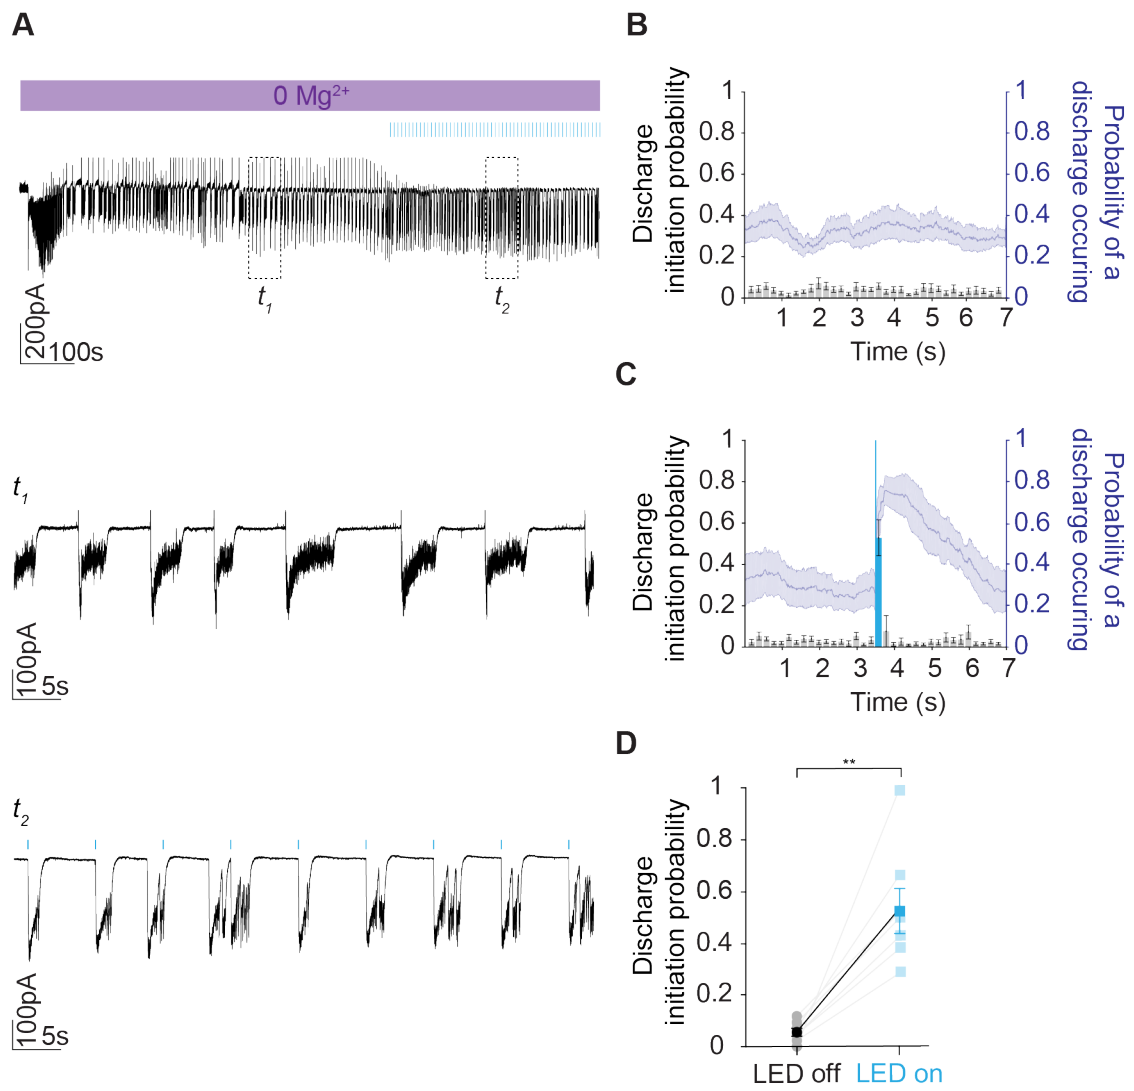 A
0 Mg2+
t1
t2
200pA
100s
t1
100pA
5s
t2
100pA
5s
B
Discharge
initiation probability
1
0.8
0.6
0.4
0.2
0
1
0.8
0.6
0.4
0.2
0
Probability of a
discharge occuring
1 2 3 4 5 6 7
Time (s)
C
Discharge
initiation probability
1
0.8
0.6
0.4
0.2
0
1
0.8
0.6
0.4
0.2
0
Probability of a
discharge occuring
1 2 3 4 5 6 7
Time (s)
D
**
Discharge
initiation probability
1
0.8
0.6
0.4
0.2
0
LED off LED on